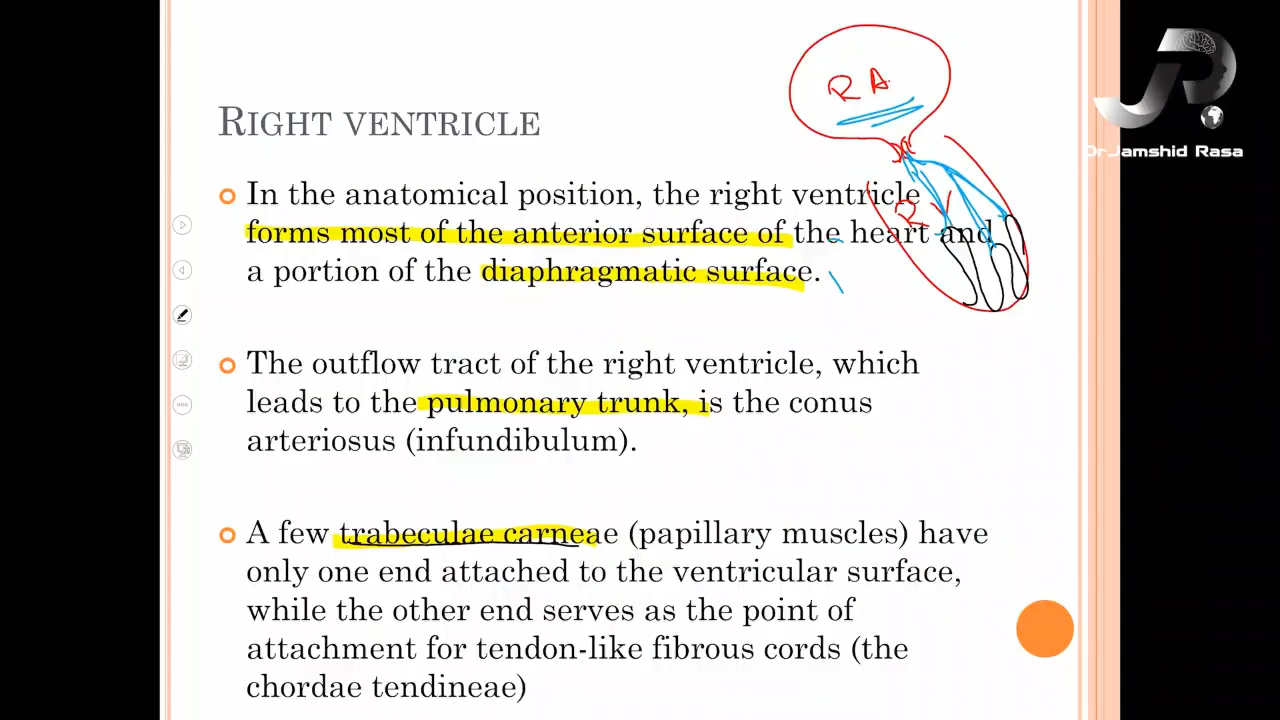 RA
Dr Jamshid Rasa
RIGHT VENTRICLE
In the anatomical position, the right ventricle
RV
forms most of the anterior surface of the heart and
a portion of the diaphragmatic surface.
The outflow tract of the right ventricle, which
leads to the pulmonary trunk, is the conus
arteriosus (infundibulum).
A few trabeculae carneae (papillary muscles) have
only one end attached to the ventricular surface,
while the other end serves as the point of
attachment for tendon-like fibrous cords (the
chordae tendineae)